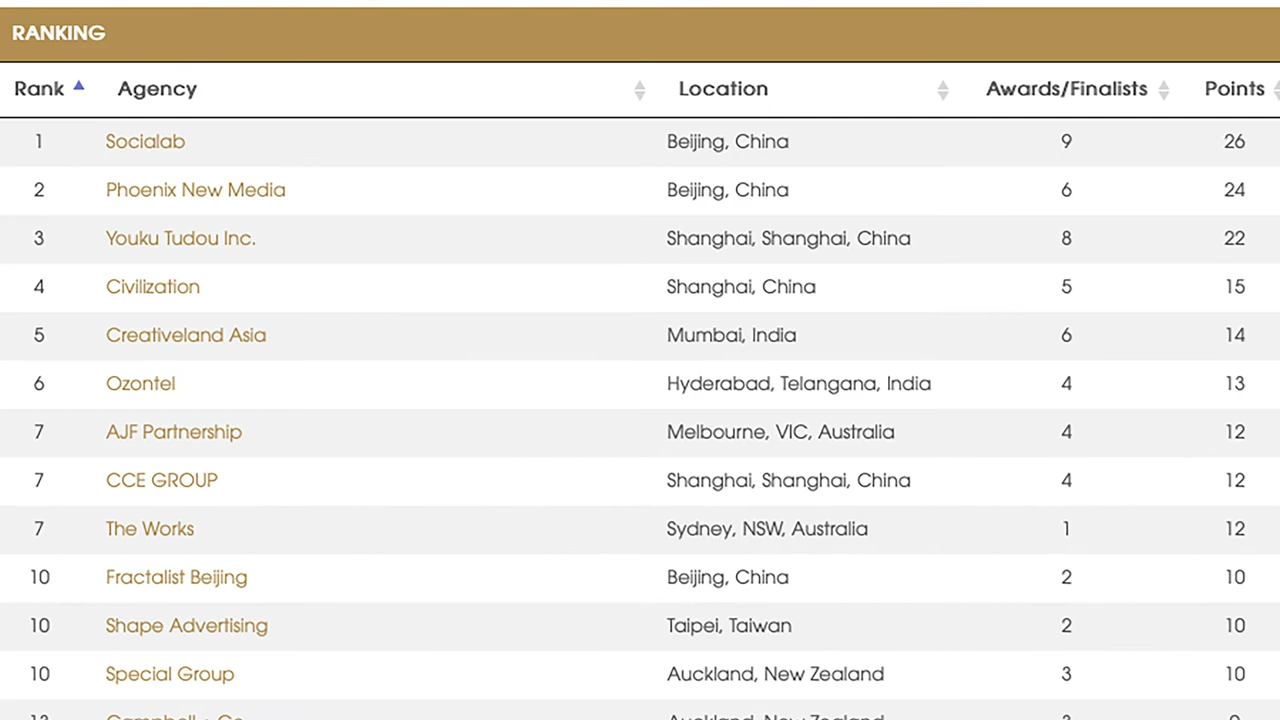 RANKING
Rank Agency Location Awards/Finalists Points
1 Socialab Beijing, China 9 26
2 Phoenix New Media Beijing, China 6 24
3 Youku Tudou Inc. Shanghai, Shanghai, China 8 22
4 Civilization Shanghai, China 5 15
5 Creativeland Asia Mumbai, India 6 14
6 Ozontel Hyderabad, Telangana, India 4 13
7 AJF Partnership Melbourne, VIC, Australia 4 12
7 CCE GROUP Shanghai, Shanghai, China 4 12
7 The Works Sydney, NSW, Australia 1 12
10 Fractalist Beijing Beijing, China 2 10
10 Shape Advertising Taipei, Taiwan 2 10
10 Special Group Auckland, New Zealand 3 10
13 Auckland, New Zealand